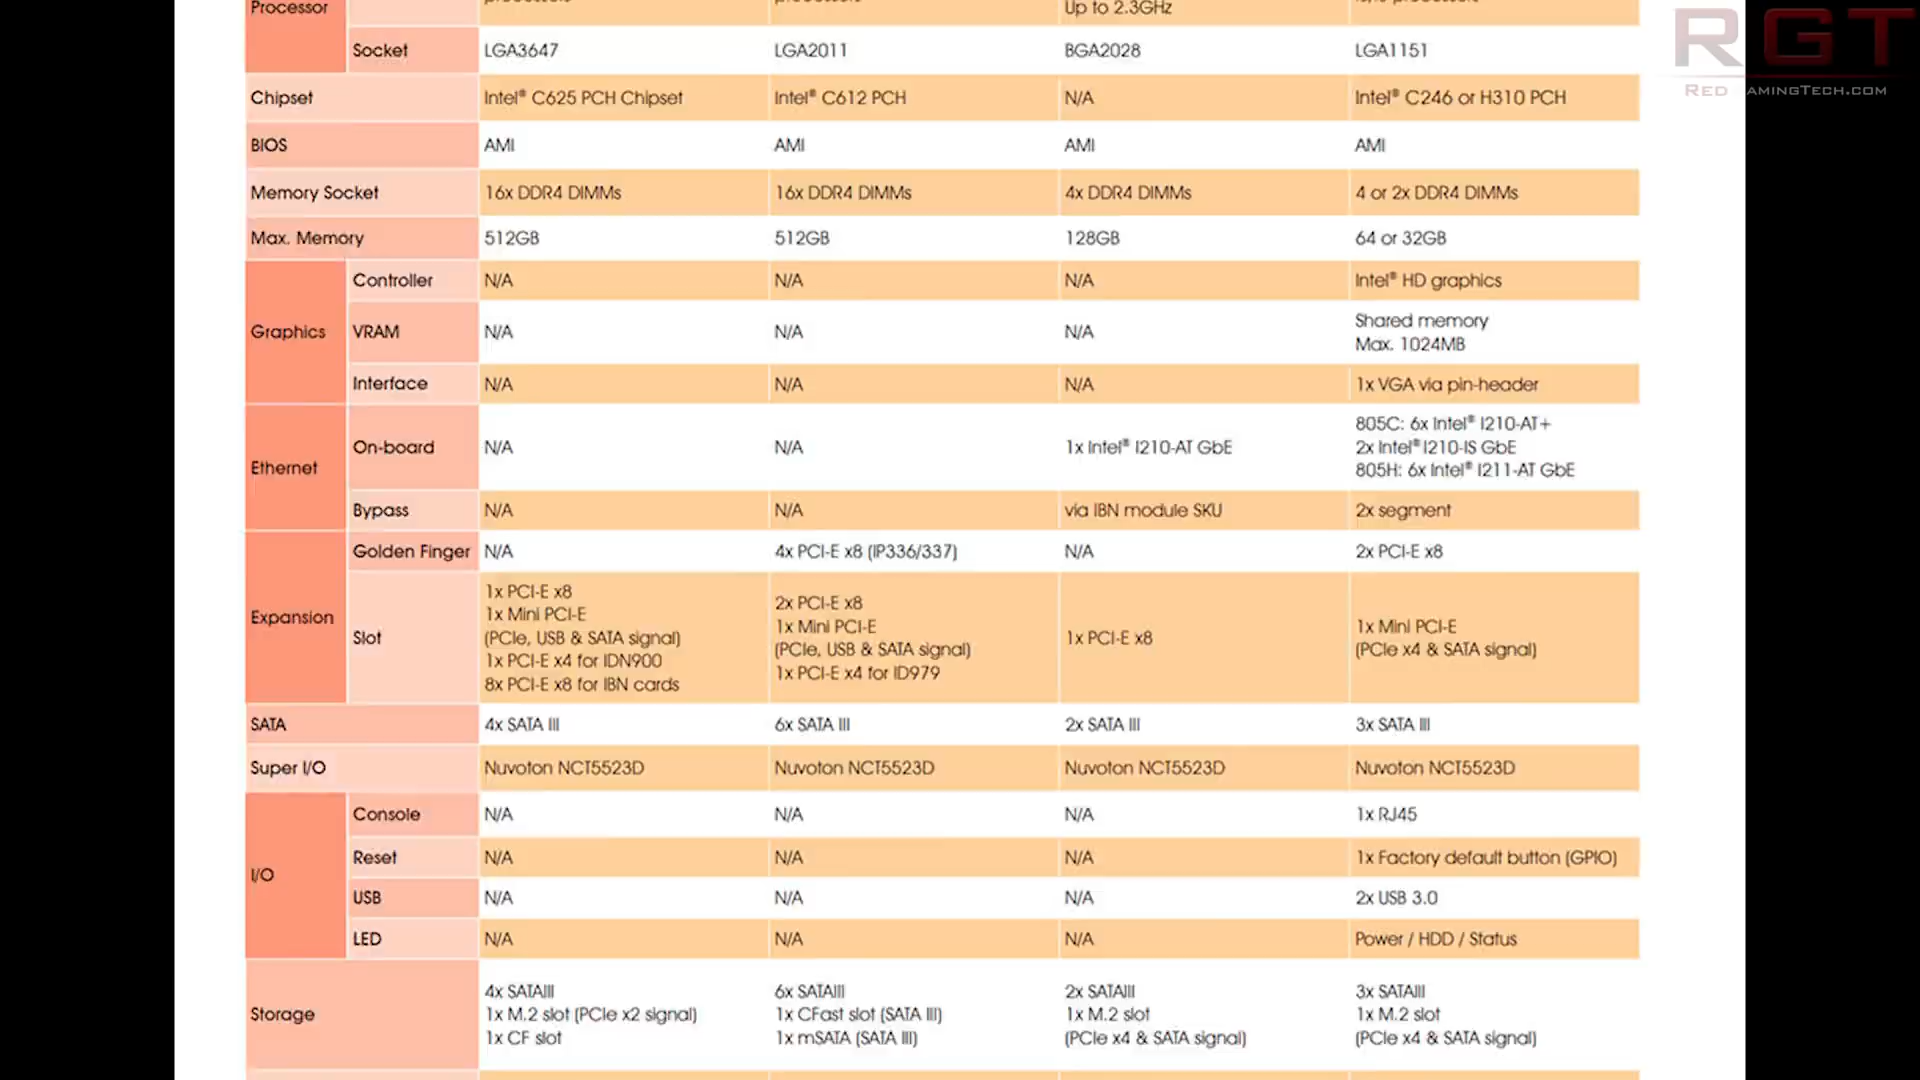 Processor
Up to 2.3GHz
Socket LGA3647 LGA2011 BGA2028 LGA1151
Chipset Intel® C625 PCH Chipset Intel® C612 PCH N/A Intel® C246 or H310 PCH
BIOS AMI AMI AMI AMI
Memory Socket 16x DDR4 DIMMs 16x DDR4 DIMMs 4x DDR4 DIMMs 4 or 2x DDR4 DIMMs
Max. Memory 512GB 512GB 128GB 64 or 32GB
Graphics
Controller N/A N/A N/A Intel® HD graphics
VRAM N/A N/A N/A Shared memory
Max. 1024MB
Interface N/A N/A N/A 1x VGA via pin-header
Ethernet
On-board N/A N/A 1x Intel® I210-AT GbE 805C: 6x Intel® I210-AT+
2x Intel® I210-IS GbE
805H: 6x Intel® I211-AT GbE
Bypass N/A N/A via IBN module SKU 2x segment
Expansion
Golden Finger N/A 4x PCI-E x8 (IP336/337) N/A 2x PCI-E x8
Slot
1x PCI-E x8
1x Mini PCI-E
(PCIe, USB & SATA signal)
1x PCI-E x4 for IDN900
8x PCI-E x8 for IBN cards
2x PCI-E x8
1x Mini PCI-E
(PCIe, USB & SATA signal)
1x PCI-E x4 for ID979
1x PCI-E x8
1x Mini PCI-E
(PCIe x4 & SATA signal)
SATA 4x SATA III 6x SATA III 2x SATA III 3x SATA III
Super I/O Nuvoton NCT5523D Nuvoton NCT5523D Nuvoton NCT5523D Nuvoton NCT5523D
I/O
Console N/A N/A N/A 1x RJ45
Reset N/A N/A N/A 1x Factory default button (GPIO)
USB N/A N/A N/A 2x USB 3.0
LED N/A N/A N/A Power / HDD / Status
Storage
4x SATAIII
1x M.2 slot (PCIe x2 signal)
1x CF slot
6x SATAIII
1x CFast slot (SATA III)
1x mSATA (SATA III)
2x SATAIII
1x M.2 slot
(PCIe x4 & SATA signal)
3x SATAIII
1x M.2 slot
(PCIe x4 & SATA signal)
RGT
RED AMINGTECH.COM